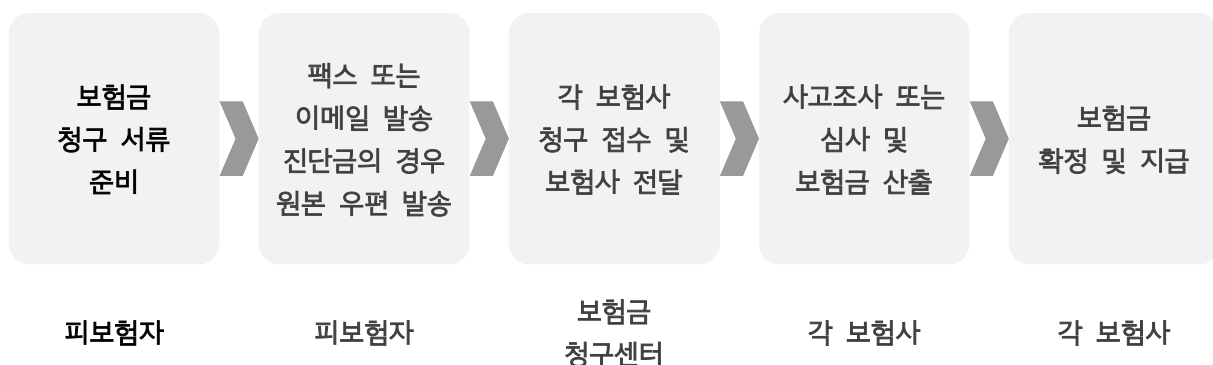 보험금
청구 서류
준비
팩스 또는
이메일 발송
진단금의 경우
원본 우편 발송
각 보험사
청구 접수 및
보험사 전달
사고조사 또는
심사 및
보험금 산출
보험금
확정 및 지급
피보험자
피보험자
보험금
청구센터
각 보험사
각 보험사